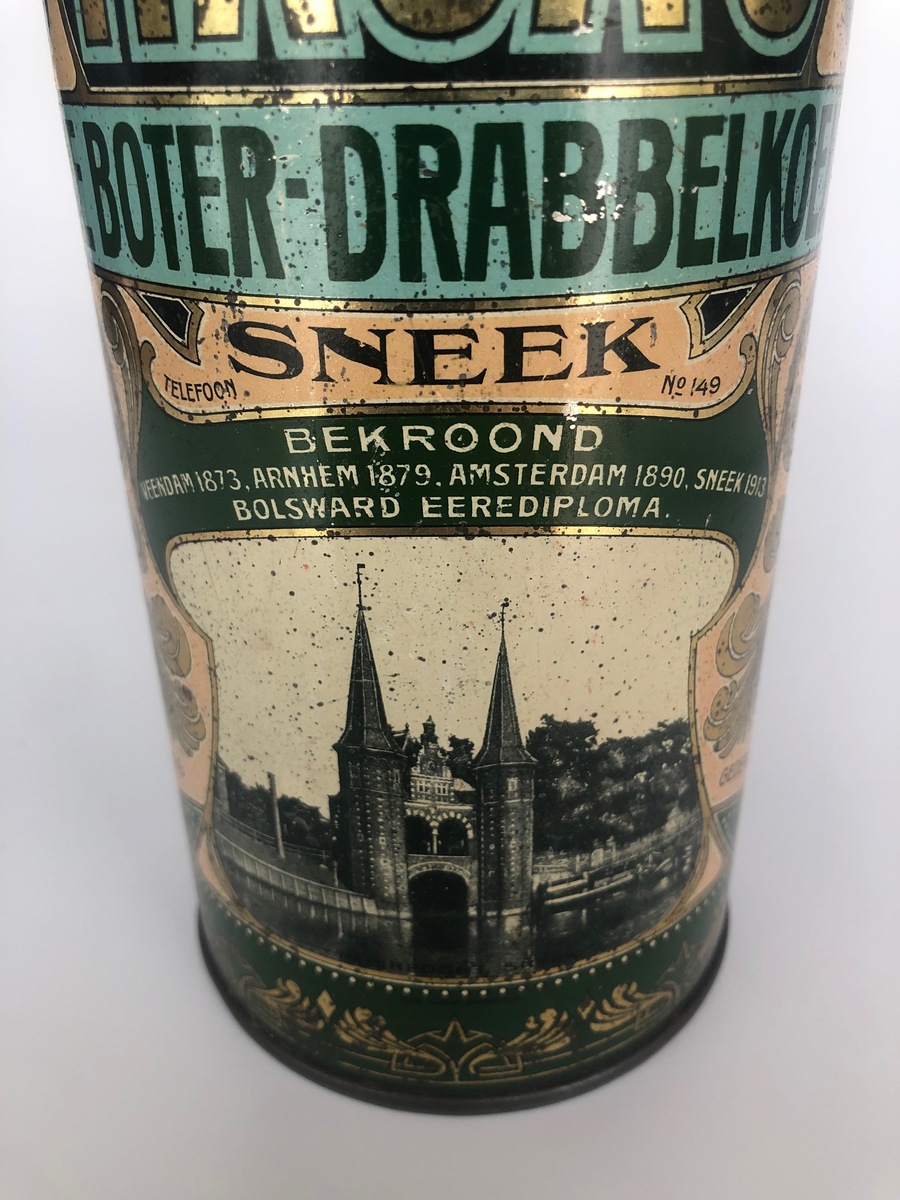 BOTER-DRABBELKOE
SNEEK
TELEFOON No 149
BEKROOND
VEENDAM 1873, ARNHEM 1879, AMSTERDAM 1890, SNEEK 1913
BOLSWARD EEREDIPLOMA.